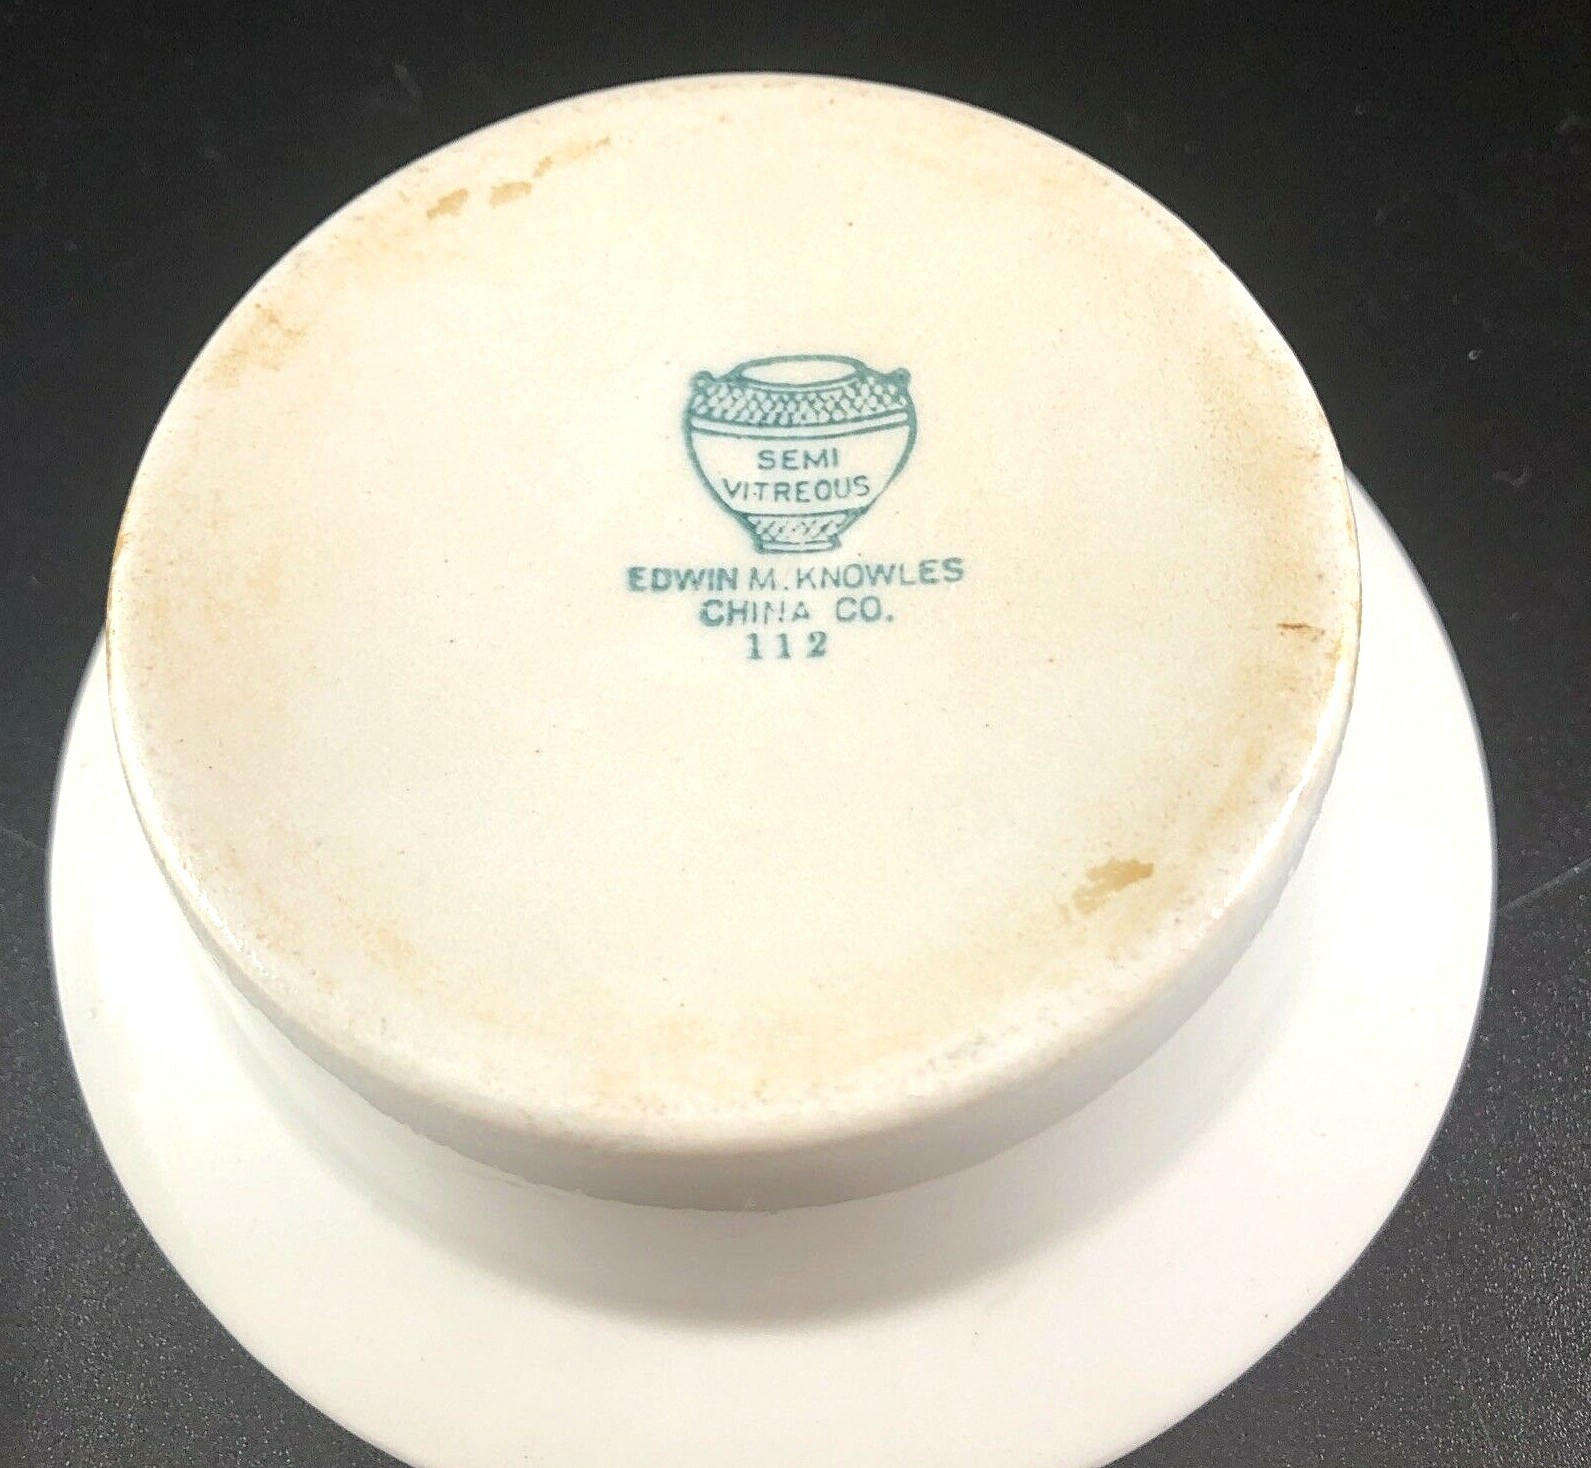 SEMI
VITREOUS
EDWIN M. KNOWLES
CHINA CO.
112